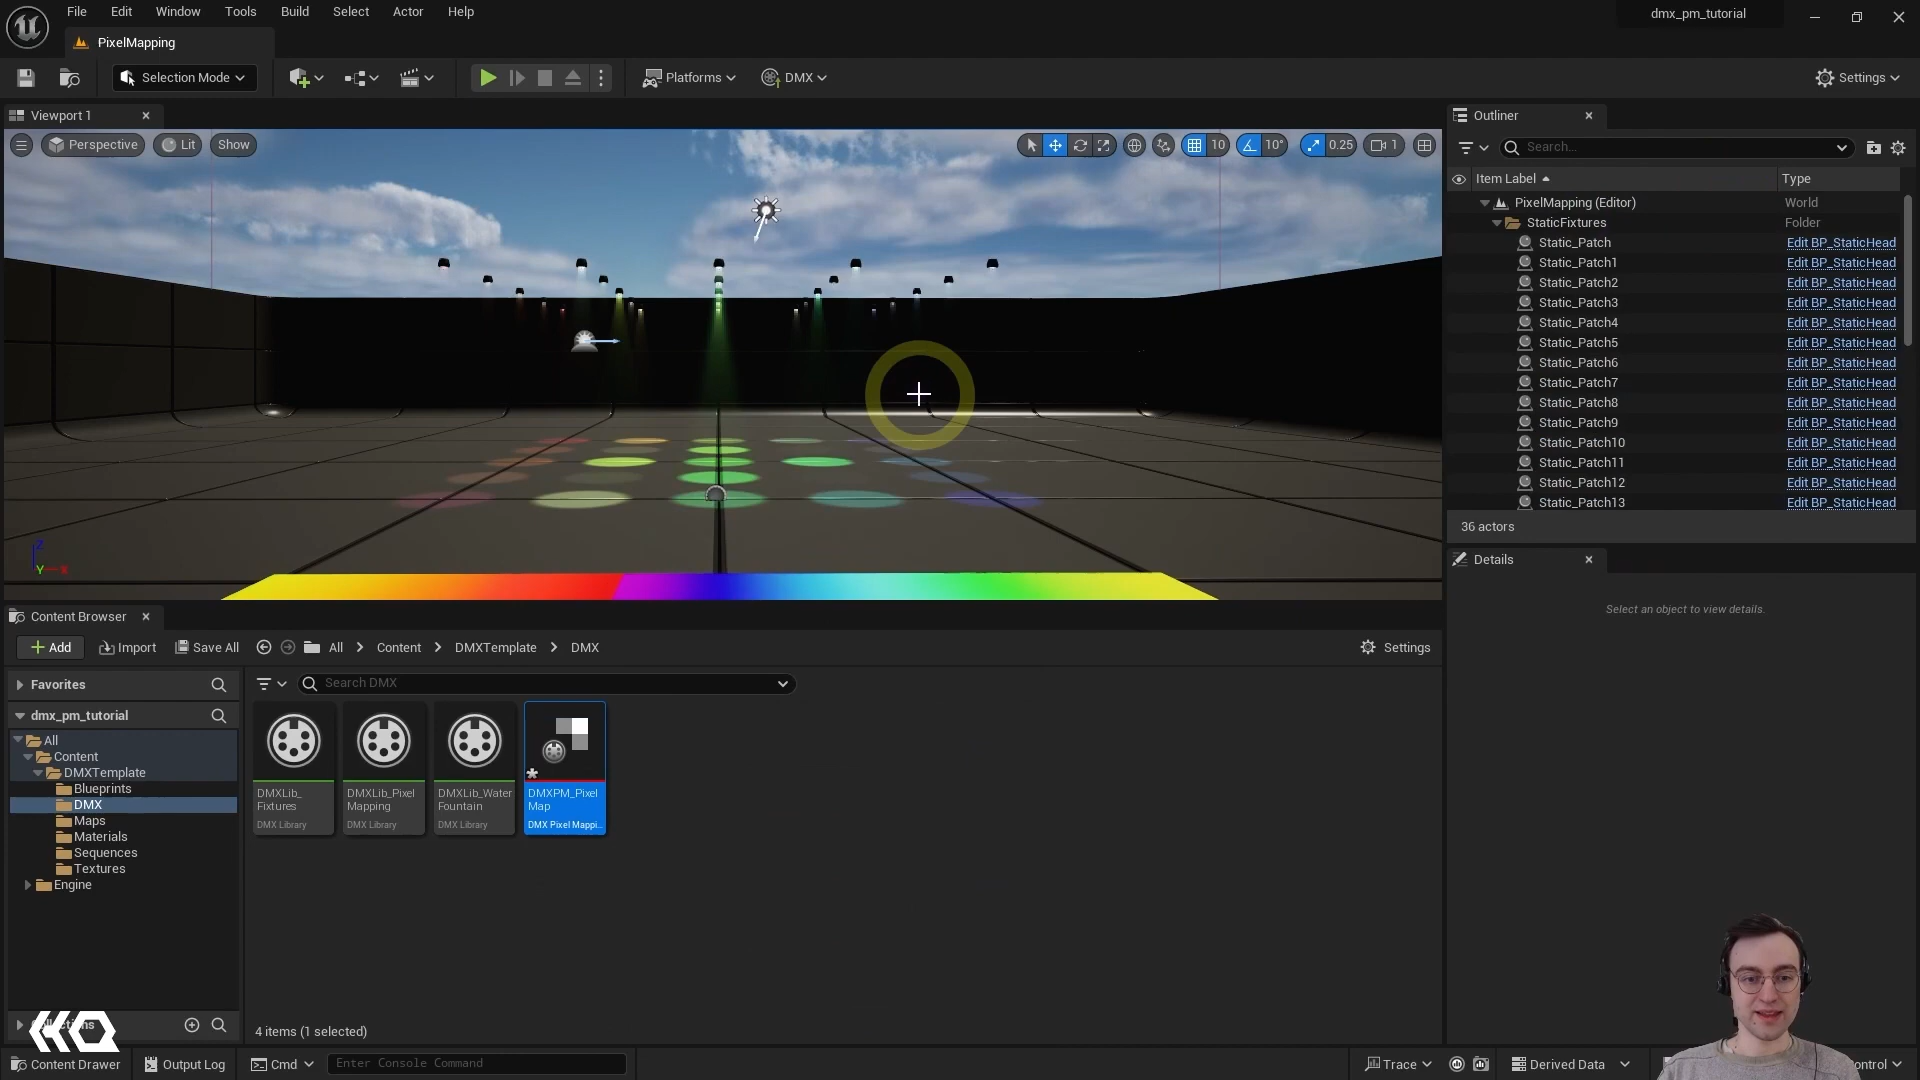 File Edit Window Tools Build Select Actor Help
dmx_pm_tutorial
PixelMapping
Selection Mode
Platforms
DMX
Settings
Viewport 1
Perspective
Lit
Show
10
10°
0.25
1
Z
Y
X
Outliner
Search...
Item Label
Type
PixelMapping (Editor) World
StaticFixtures Folder
Static_Patch Edit BP_StaticHead
Static_Patch1 Edit BP_StaticHead
Static_Patch2 Edit BP_StaticHead
Static_Patch3 Edit BP_StaticHead
Static_Patch4 Edit BP_StaticHead
Static_Patch5 Edit BP_StaticHead
Static_Patch6 Edit BP_StaticHead
Static_Patch7 Edit BP_StaticHead
Static_Patch8 Edit BP_StaticHead
Static_Patch9 Edit BP_StaticHead
Static_Patch10 Edit BP_StaticHead
Static_Patch11 Edit BP_StaticHead
Static_Patch12 Edit BP_StaticHead
Static_Patch13 Edit BP_StaticHead
36 actors
Details
Select an object to view details.
Content Browser
Add Import Save All All Content DMXTemplate DMX Settings
Favorites
dmx_pm_tutorial
All
Content
DMXTemplate
Blueprints
DMX
Maps
Materials
Sequences
Textures
Engine
Search DMX
DMXLib_
Fixtures
DMX Library
DMXLib_Pixel
Mapping
DMX Library
DMXLib_Water
Fountain
DMX Library
DMXPM_Pixel
Map
DMX Pixel Mappi...
4 items (1 selected)
Content Drawer Output Log Cmd Enter Console Command Trace Derived Data